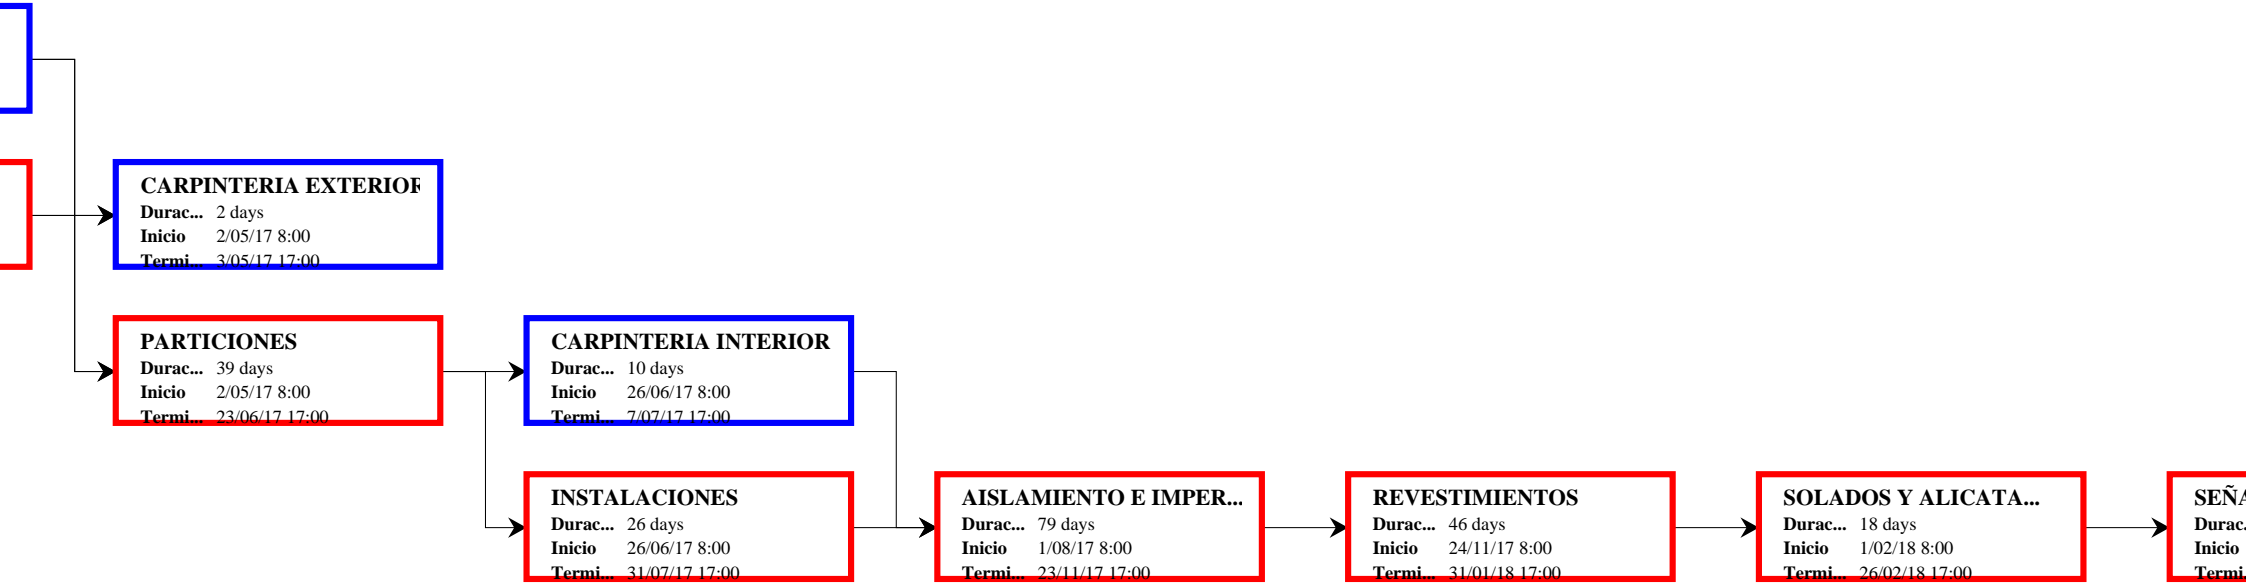 CARPINTERIA EXTERIOR
Durac... 2 days
Inicio 2/05/17 8:00
Termi... 3/05/17 17:00
PARTICIONES
Durac... 39 days
Inicio 2/05/17 8:00
Termi... 23/06/17 17:00
CARPINTERIA INTERIOR
Durac... 10 days
Inicio 26/06/17 8:00
Termi... 7/07/17 17:00
INSTALACIONES
Durac... 26 days
Inicio 26/06/17 8:00
Termi... 31/07/17 17:00
AISLAMIENTO E IMPER...
Durac... 79 days
Inicio 1/08/17 8:00
Termi... 23/11/17 17:00
REVESTIMIENTOS
Durac... 46 days
Inicio 24/11/17 8:00
Termi... 31/01/18 17:00
SOLADOS Y ALICATA...
Durac... 18 days
Inicio 1/02/18 8:00
Termi... 26/02/18 17:00
SEÑA
Durac.
Inicio
Termi.